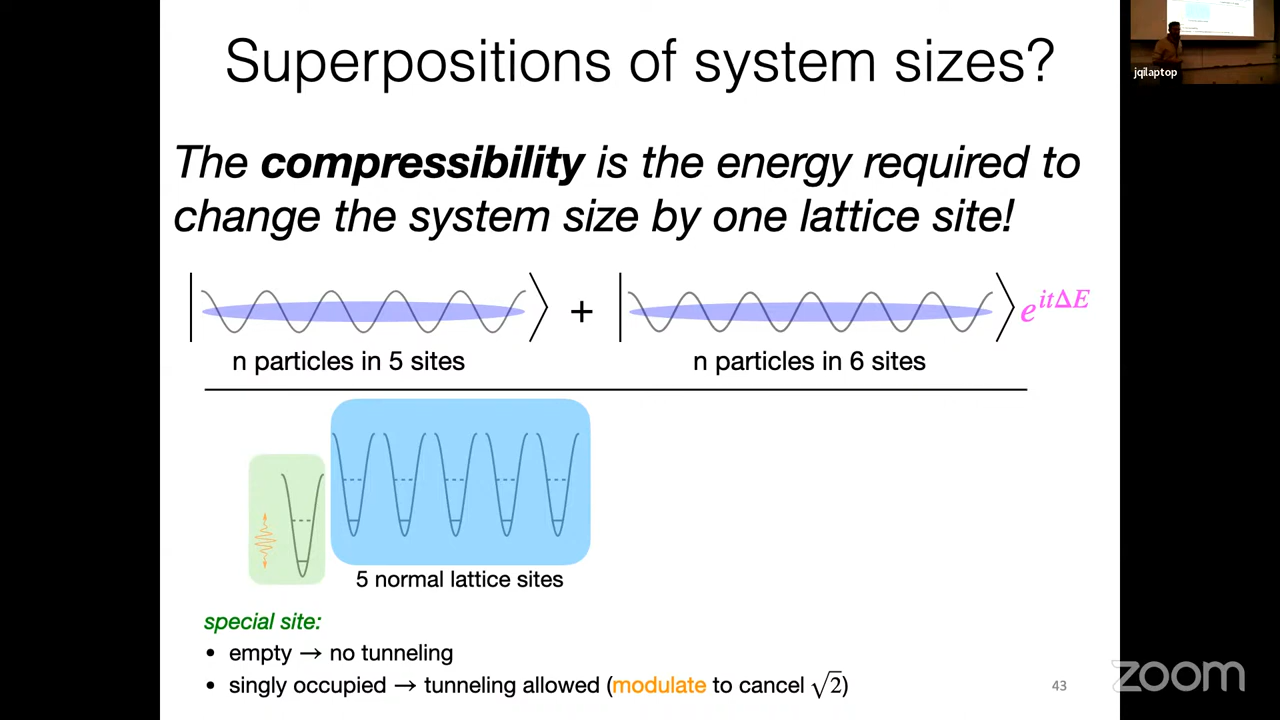 Superpositions of system sizes?
jqilaptop
The compressibility is the energy required to
change the system size by one lattice site!
+
e^{itΔE}
n particles in 5 sites
n particles in 6 sites
5 normal lattice sites
special site:
• empty → no tunneling
• singly occupied → tunneling allowed (modulate to cancel √2)
43
zoom